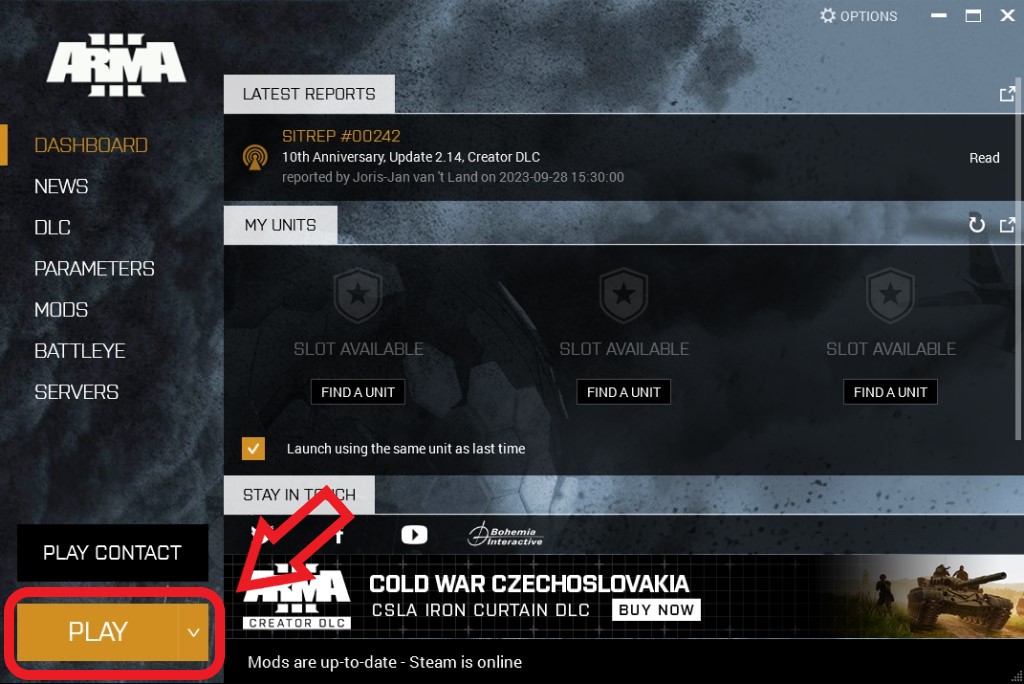 OPTIONS
ARMA
III
DASHBOARD
NEWS
DLC
PARAMETERS
MODS
BATTLEYE
SERVERS
PLAY CONTACT
PLAY
LATEST REPORTS
SITREP #00242
10th Anniversary, Update 2.14, Creator DLC
reported by Joris-Jan van 't Land on 2023-09-28 15:30:00
Read
MY UNITS
SLOT AVAILABLE SLOT AVAILABLE SLOT AVAILABLE
FIND A UNIT FIND A UNIT FIND A UNIT
Launch using the same unit as last time
STAY IN TOUCH
Bohemia
Interactive
ARMA
III
CREATOR DLC
COLD WAR CZECHOSLOVAKIA
CSLA IRON CURTAIN DLC BUY NOW
Mods are up-to-date - Steam is online